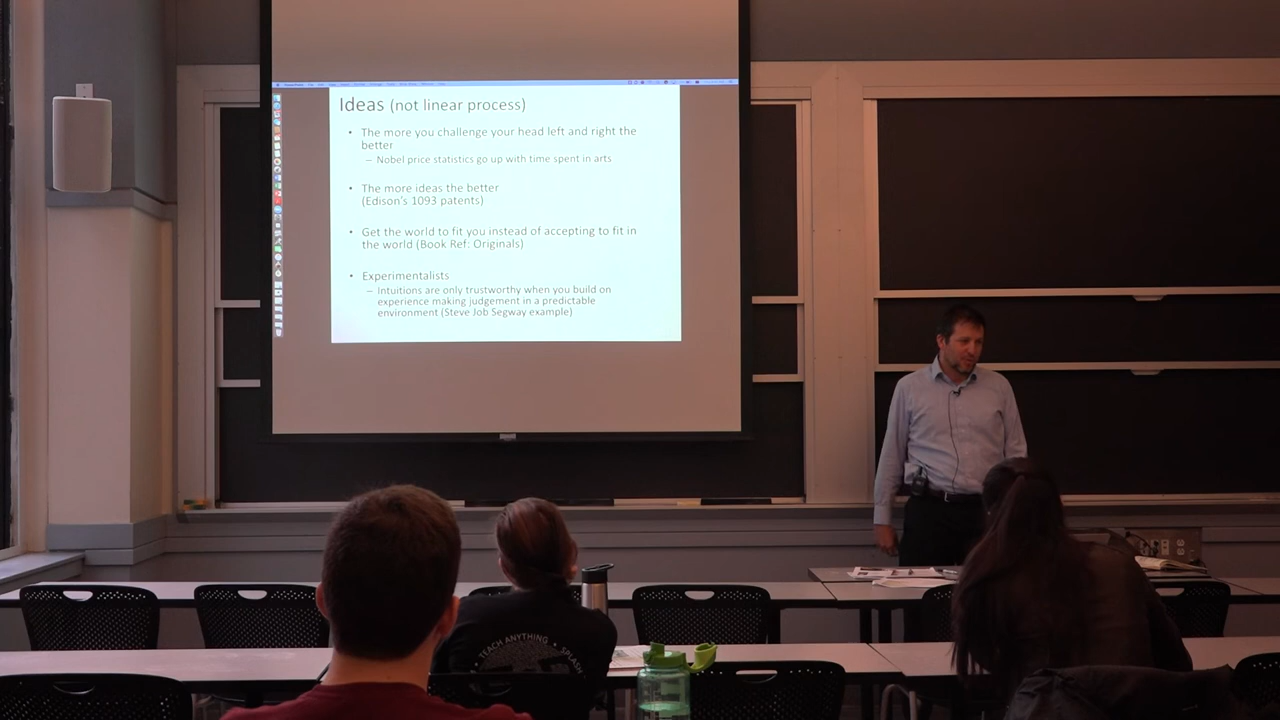 Ideas (not linear process)
• The more you challenge your head left and right the
better
– Nobel price statistics go up with time spent in arts
• The more ideas the better
(Edison's 1093 patents)
• Get the world to fit you instead of accepting to fit in
the world (Book Ref: Originals)
• Experimentalists
– Intuitions are only trustworthy when you build on
experience making judgement in a predictable
environment (Steve Job Segway example)
• TEACH ANYTHING • SPLASH